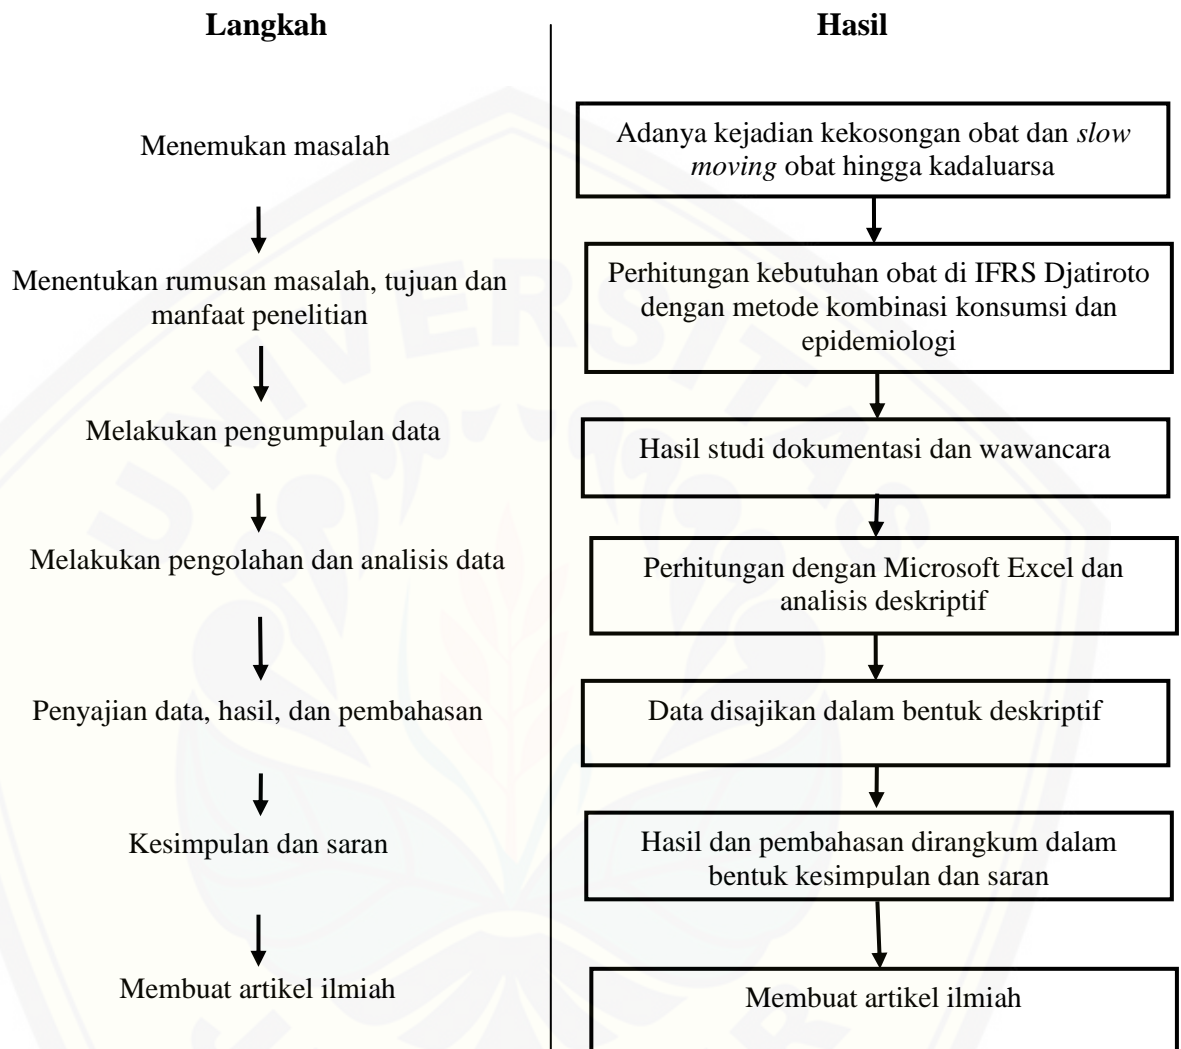 Langkah
Hasil
Menemukan masalah
Adanya kejadian kekosongan obat dan slow
moving obat hingga kadaluarsa
Menentukan rumusan masalah, tujuan dan
manfaat penelitian
Perhitungan kebutuhan obat di IFRS Djatiroto
dengan metode kombinasi konsumsi dan
epidemiologi
Melakukan pengumpulan data
Hasil studi dokumentasi dan wawancara
Melakukan pengolahan dan analisis data
Perhitungan dengan Microsoft Excel dan
analisis deskriptif
Penyajian data, hasil, dan pembahasan
Data disajikan dalam bentuk deskriptif
Kesimpulan dan saran
Hasil dan pembahasan dirangkum dalam
bentuk kesimpulan dan saran
Membuat artikel ilmiah
Membuat artikel ilmiah
UNIVERSITAS